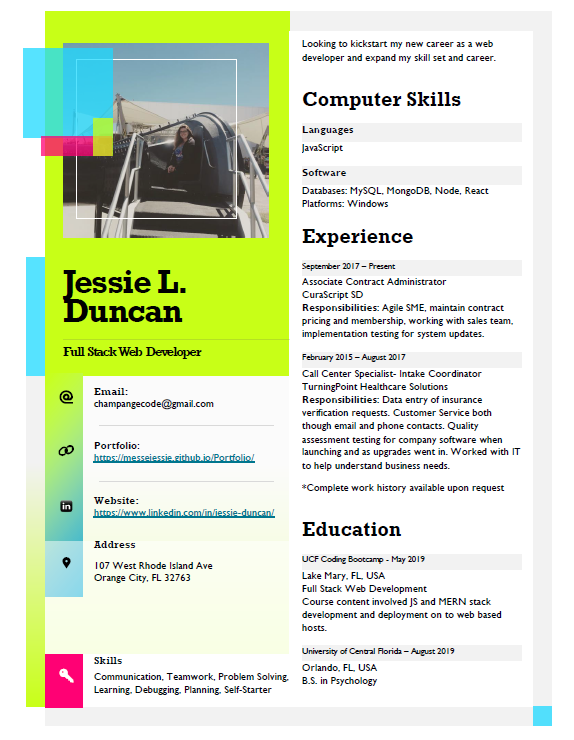 Jessie L.
Duncan
Full Stack Web Developer
Email:
champangecode@gmail.com
Portfolio:
https://messejessie.github.io/Portfolio/
Website:
https://www.linkedin.com/in/jessie-duncan/
Address
107 West Rhode Island Ave
Orange City, FL 32763
Skills
Communication, Teamwork, Problem Solving,
Learning, Debugging, Planning, Self-Starter
Looking to kickstart my new career as a web
developer and expand my skill set and career.
Computer Skills
Languages
JavaScript
Software
Databases: MySQL, MongoDB, Node, React
Platforms: Windows
Experience
September 2017 – Present
Associate Contract Administrator
CuraScript SD
Responsibilities: Agile SME, maintain contract
pricing and membership, working with sales team,
implementation testing for system updates.
February 2015 – August 2017
Call Center Specialist- Intake Coordinator
TurningPoint Healthcare Solutions
Responsibilities: Data entry of insurance
verification requests. Customer Service both
though email and phone contacts. Quality
assessment testing for company software when
launching and as upgrades went in. Worked with IT
to help understand business needs.
*Complete work history available upon request
Education
UCF Coding Bootcamp - May 2019
Lake Mary, FL, USA
Full Stack Web Development
Course content involved JS and MERN stack
development and deployment on to web based
hosts.
University of Central Florida – August 2019
Orlando, FL, USA
B.S. in Psychology